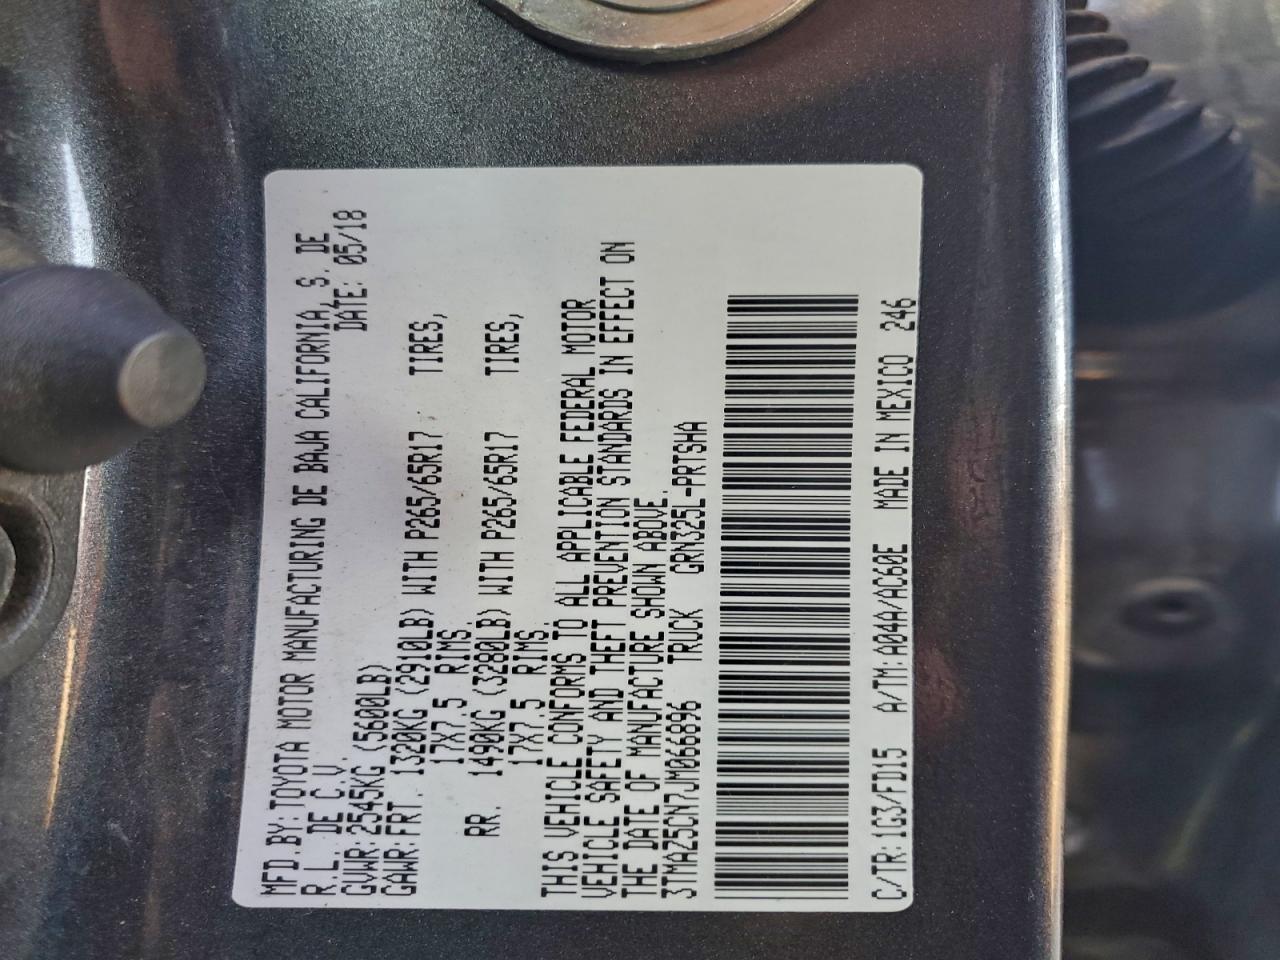 MFD.BY:TOYOTA MOTOR MANUFACTURING DE BAJA CALIFORNIA, S. DE
R.L. DE C.V. DATE: 05/18
GVWR:2545KG (5600LB)
GAWR:FRT. 1320KG (2910LB) WITH P265/65R17 TIRES,
17X7.5 RIMS,
RR. 1490KG (3280LB) WITH P265/65R17 TIRES,
17X7.5 RIMS.
THIS VEHICLE CONFORMS TO ALL APPLICABLE FEDERAL MOTOR
VEHICLE SAFETY AND THEFT PREVENTION STANDARDS IN EFFECT ON
THE DATE OF MANUFACTURE SHOWN ABOVE.
3TMAZ5CN7JM066896 TRUCK GRN325L-PRTSHA
C/TR:1G3/FD15 A/TM:A04A/AC60E MADE IN MEXICO 246